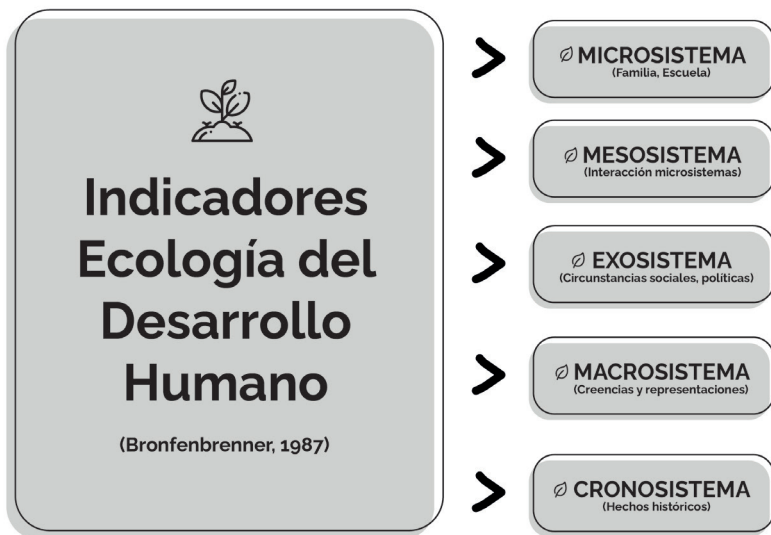 Indicadores
Ecología del
Desarrollo
Humano
(Bronfenbrenner, 1987)
MICROSISTEMA
(Familia, Escuela)
MESOSISTEMA
(Interacción microsistemas)
EXOSISTEMA
(Circunstancias sociales, políticas)
MACROSISTEMA
(Creencias y representaciones)
CRONOSISTEMA
(Hechos históricos)